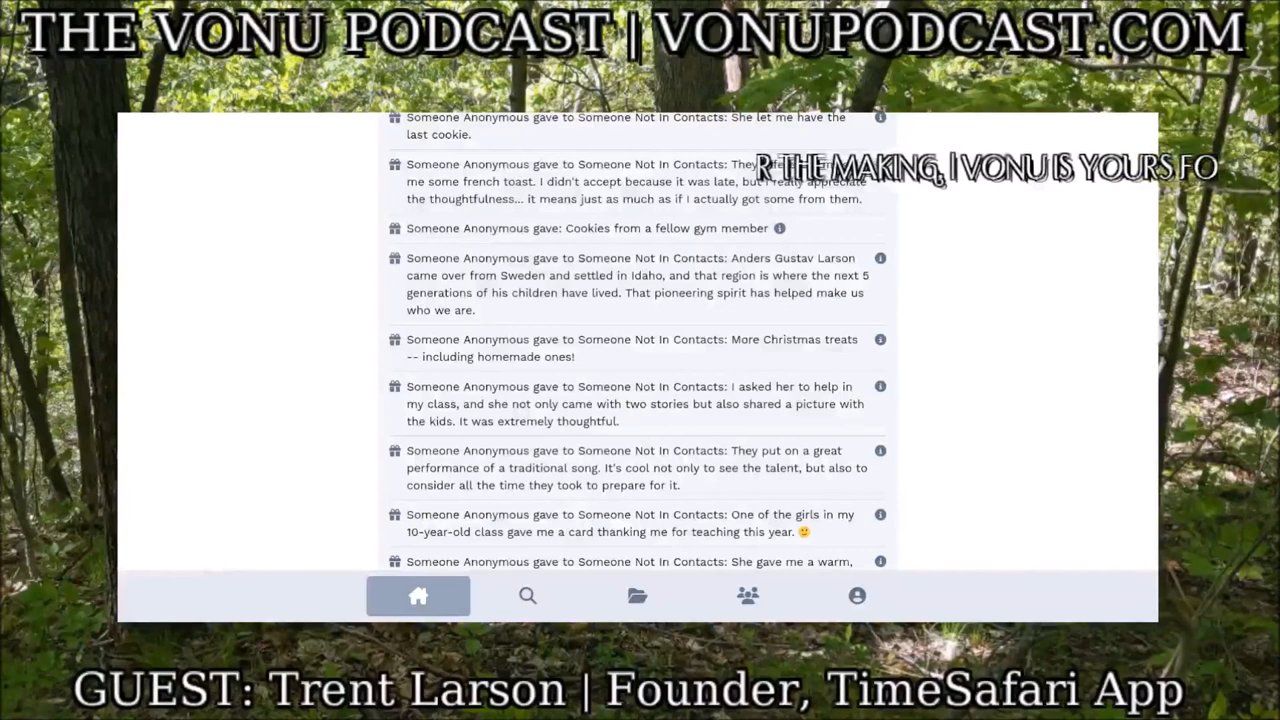 THE VONU PODCAST | VONUPODCAST.COM
Someone Anonymous gave to Someone Not In Contacts: She let me have the
last cookie.
R THE MAKING, | VONU IS YOURS FO
Someone Anonymous gave to Someone Not In Contacts: They
me some french toast. I didn't accept because it was late, but I really appreciate
the thoughtfulness... it means just as much as if I actually got some from them.
Someone Anonymous gave: Cookies from a fellow gym member
Someone Anonymous gave to Someone Not In Contacts: Anders Gustav Larson
came over from Sweden and settled in Idaho, and that region is where the next 5
generations of his children have lived. That pioneering spirit has helped make us
who we are.
Someone Anonymous gave to Someone Not In Contacts: More Christmas treats
-- including homemade ones!
Someone Anonymous gave to Someone Not In Contacts: I asked her to help in
my class, and she not only came with two stories but also shared a picture with
the kids. It was extremely thoughtful.
Someone Anonymous gave to Someone Not In Contacts: They put on a great
performance of a traditional song. It's cool not only to see the talent, but also to
consider all the time they took to prepare for it.
Someone Anonymous gave to Someone Not In Contacts: One of the girls in my
10-year-old class gave me a card thanking me for teaching this year. 🙂
Someone Anonymous gave to Someone Not In Contacts: She gave me a warm,
GUEST: Trent Larson | Founder, TimeSafari App